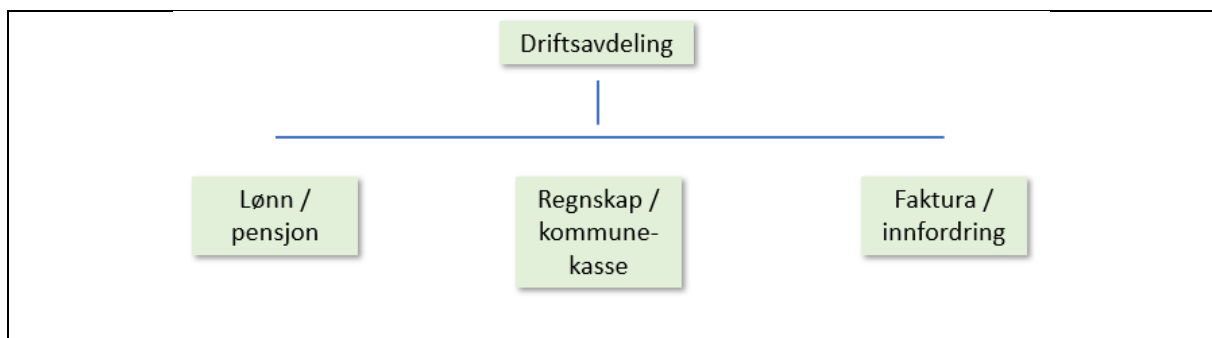 Driftsavdeling
Lønn /
pensjon
Regnskap /
kommune-
kasse
Faktura /
innfordring